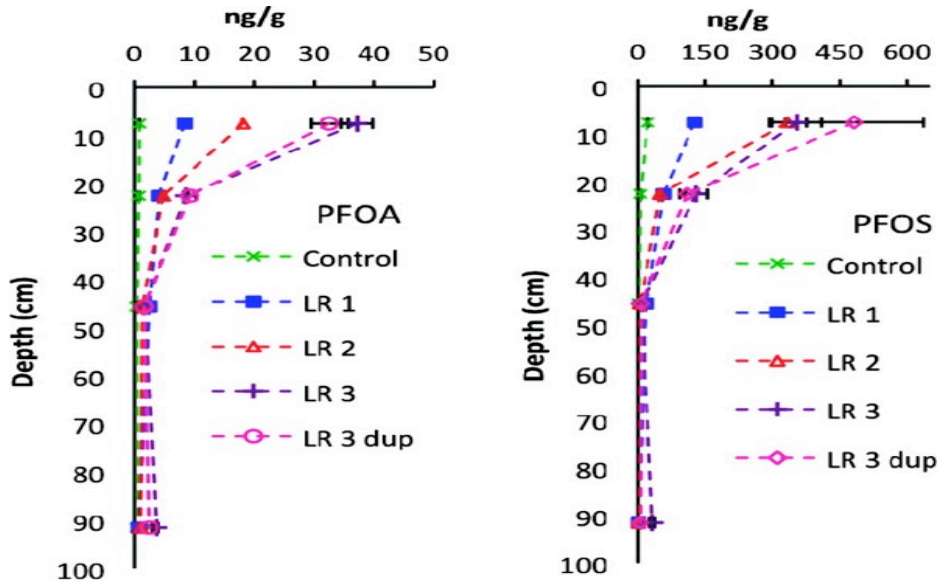 ng/g
0 10 20 30 40 50
0
10
20
30
40
50
60
70
80
90
100
Depth (cm)
PFOA
Control
LR 1
LR 2
LR 3
LR 3 dup
ng/g
0 150 300 450 600
0
10
20
30
40
50
60
70
80
90
100
Depth (cm)
PFOS
Control
LR 1
LR 2
LR 3
LR 3 dup